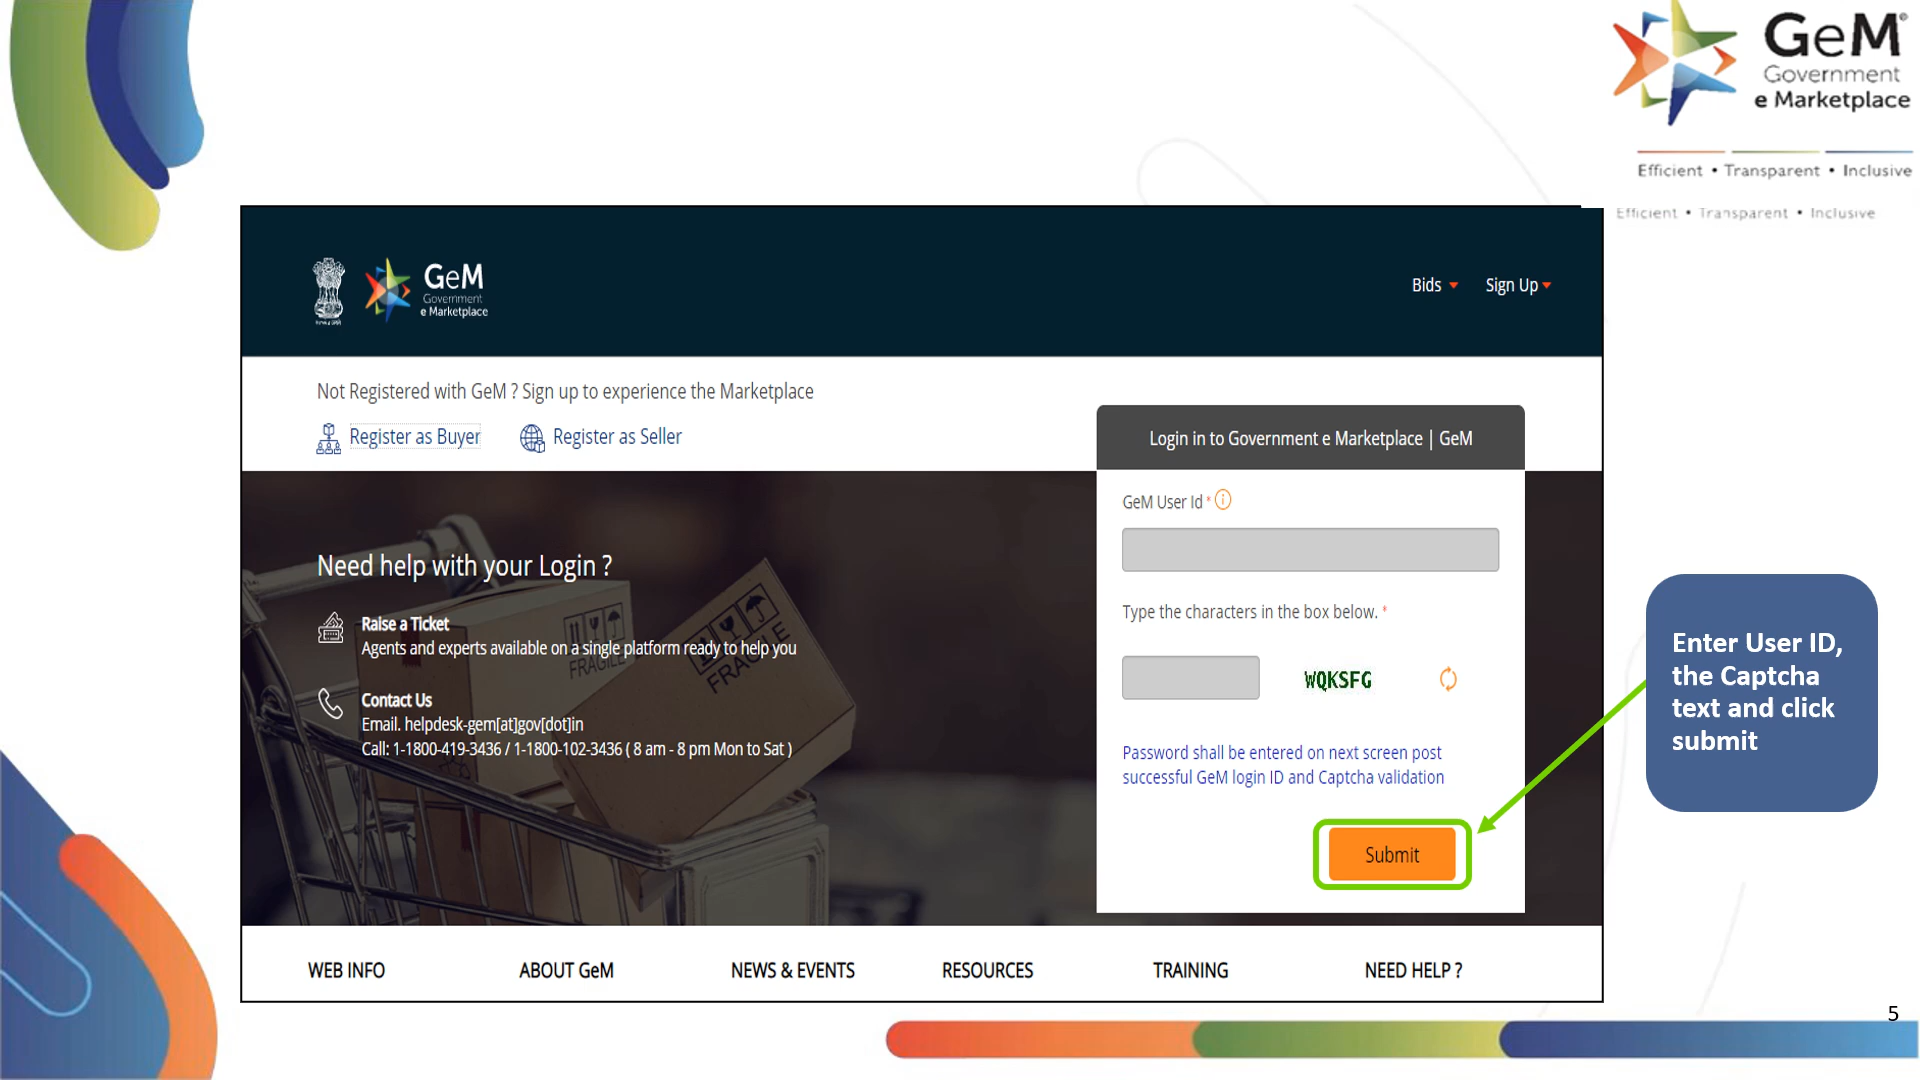 GeM
Government
e Marketplace
Efficient • Transparent • Inclusive
Efficient • Transparent • Inclusive
GeM
Government
e Marketplace
Bids
Sign Up
Not Registered with GeM ? Sign up to experience the Marketplace
Register as Buyer
Register as Seller
Login in to Government e Marketplace | GeM
GeM User Id *
Type the characters in the box below. *
WQKSFG
Password shall be entered on next screen post
successful GeM login ID and Captcha validation
Submit
Need help with your Login ?
Raise a Ticket
Agents and experts available on a single platform ready to help you
Contact Us
Email. helpdesk-gem[at]gov[dot]in
Call: 1-1800-419-3436 / 1-1800-102-3436 ( 8 am - 8 pm Mon to Sat )
FRAGILE
FRAGILE
Enter User ID,
the Captcha
text and click
submit
WEB INFO
ABOUT GeM
NEWS & EVENTS
RESOURCES
TRAINING
NEED HELP ?
5